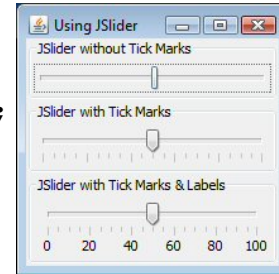 Using JSlider
JSlider without Tick Marks
JSlider with Tick Marks
JSlider with Tick Marks & Labels
0 20 40 60 80 100